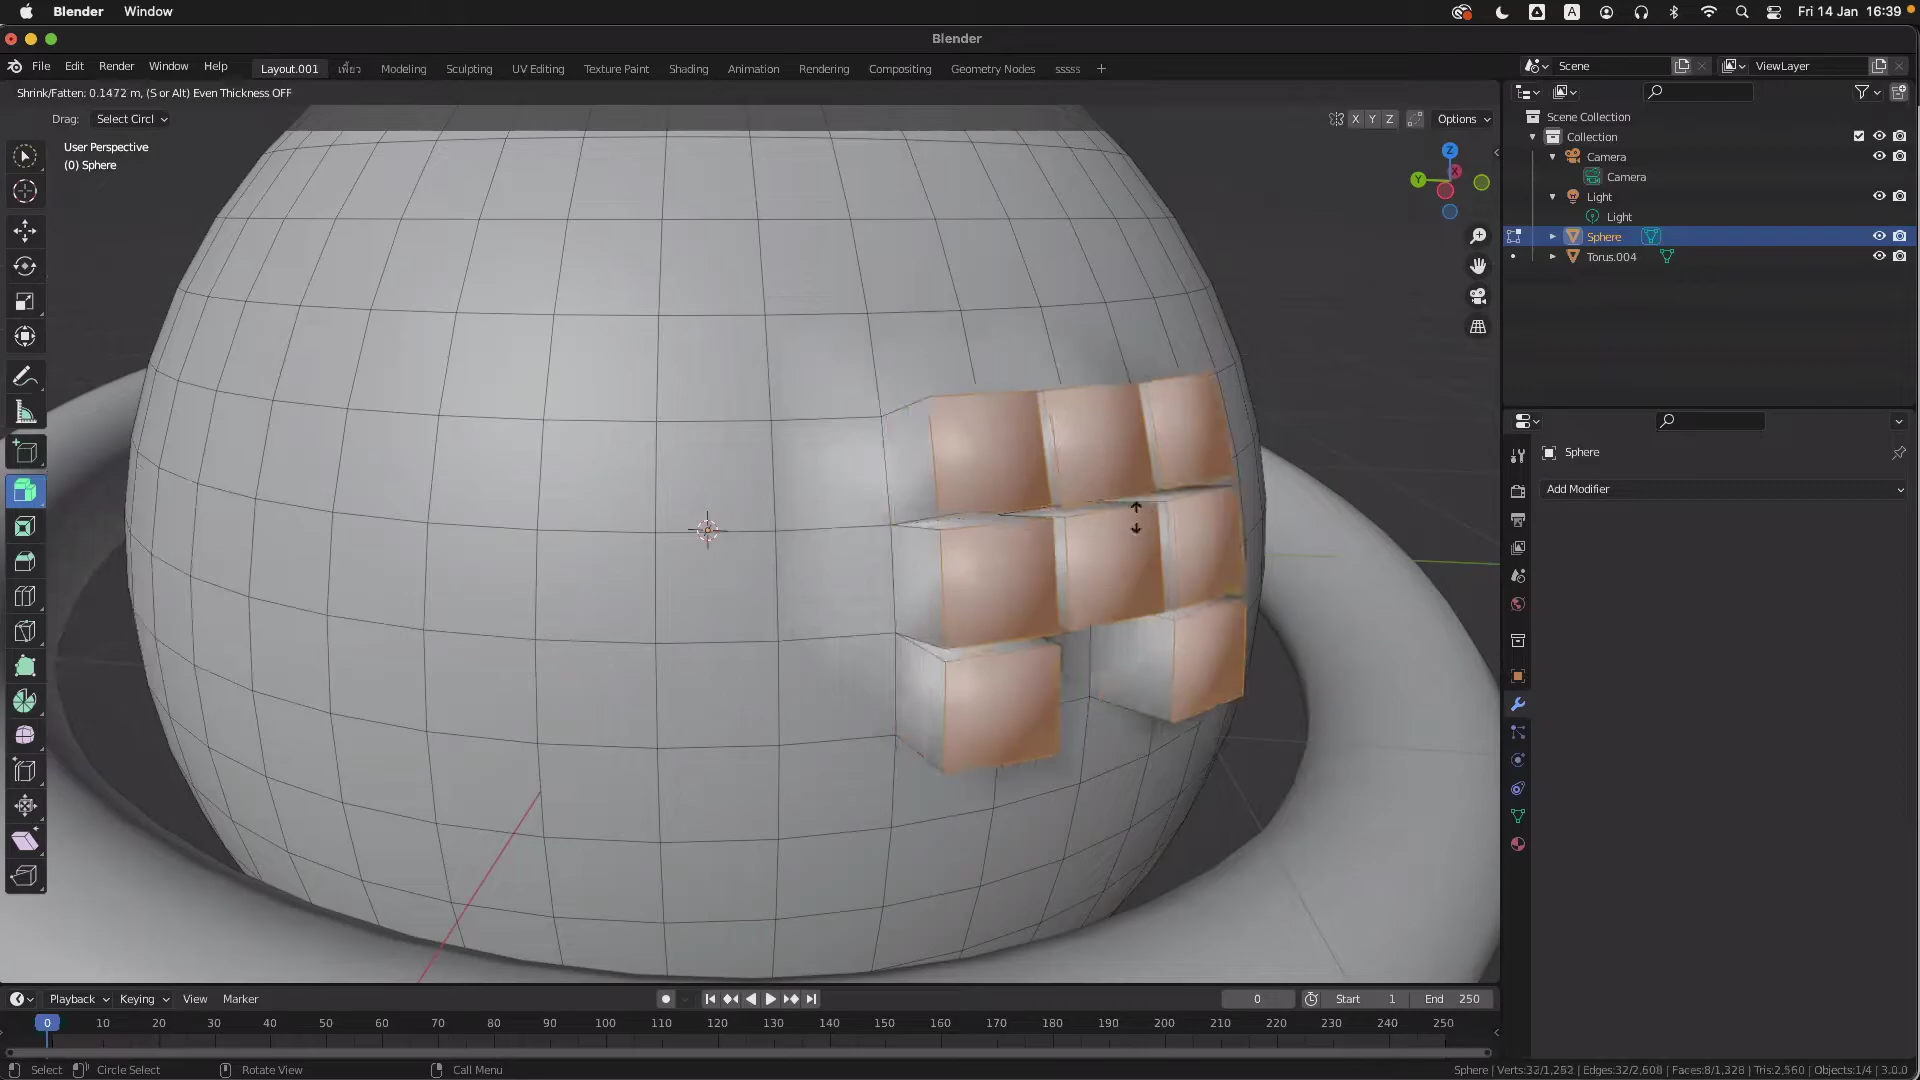 Blender Window
A
Fri 14 Jan 16:39
Blender
File Edit Render Window Help
Layout.001 เพี้ยว Modeling Sculpting UV Editing Texture Paint Shading Animation Rendering Compositing Geometry Nodes sssss +
Scene
ViewLayer
Shrink/Fatten: 0.1472 m, (S or Alt) Even Thickness OFF
Drag: Select Circl
X Y Z
Options
User Perspective
(0) Sphere
Z
X
Y
Scene Collection
Collection
Camera
Camera
Light
Light
Sphere
Torus.004
Sphere
Add Modifier
Playback Keying View Marker
0
Start 1
End 250
0 10 20 30 40 50 60 70 80 90 100 110 120 130 140 150 160 170 180 190 200 210 220 230 240 250
Select Circle Select Rotate View Call Menu
Sphere | Verts:32/1,252 | Edges:32/2,608 | Faces:8/1,328 | Tris:2,560 | Objects:1/4 | 3.0.0